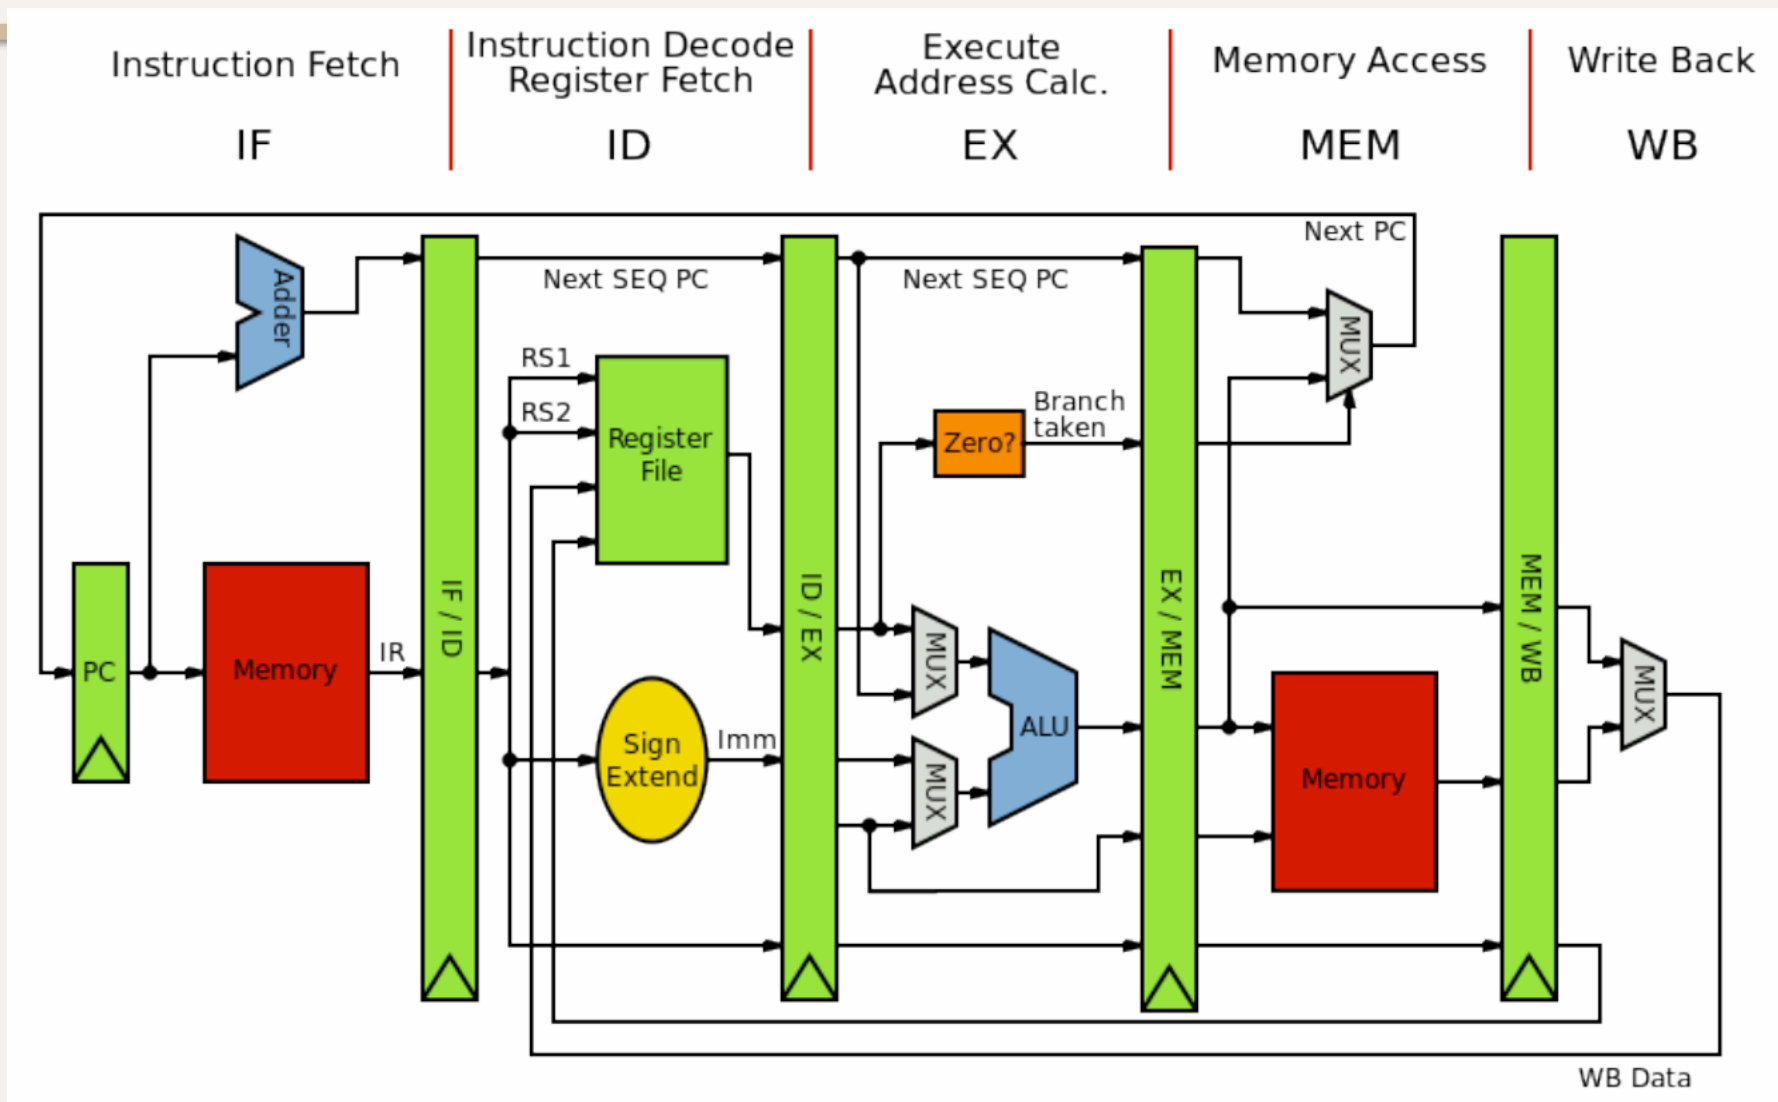 Instruction Fetch
IF
Instruction Decode
Register Fetch
ID
Execute
Address Calc.
EX
Memory Access
MEM
Write Back
WB
Next PC
Adder
Next SEQ PC
Next SEQ PC
MUX
RS1
RS2
Register
File
Zero?
Branch
taken
PC
Memory
IR
IF / ID
Sign
Extend
Imm
ID / EX
MUX
MUX
ALU
EX / MEM
Memory
MEM / WB
MUX
WB Data